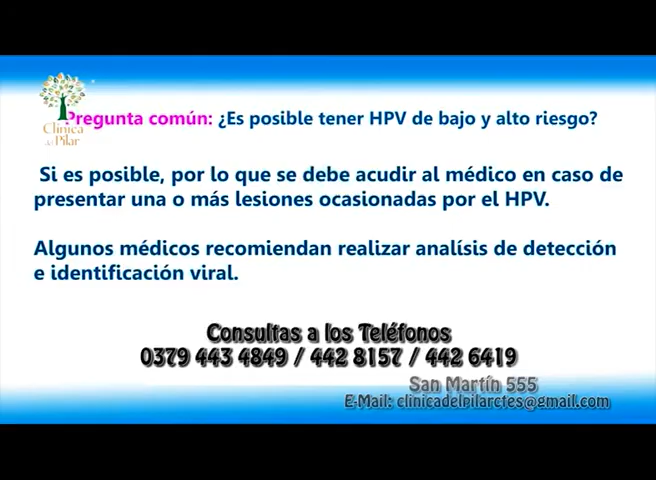 Clínica
del Pilar
Pregunta común: ¿Es posible tener HPV de bajo y alto riesgo?
Si es posible, por lo que se debe acudir al médico en caso de
presentar una o más lesiones ocasionadas por el HPV.
Algunos médicos recomiendan realizar analísis de detección
e identificación viral.
Consultas a los Teléfonos
0379 443 4849 / 442 8157 / 442 6419
San Martín 555
E-Mail: clinicadelpilarctes@gmail.com